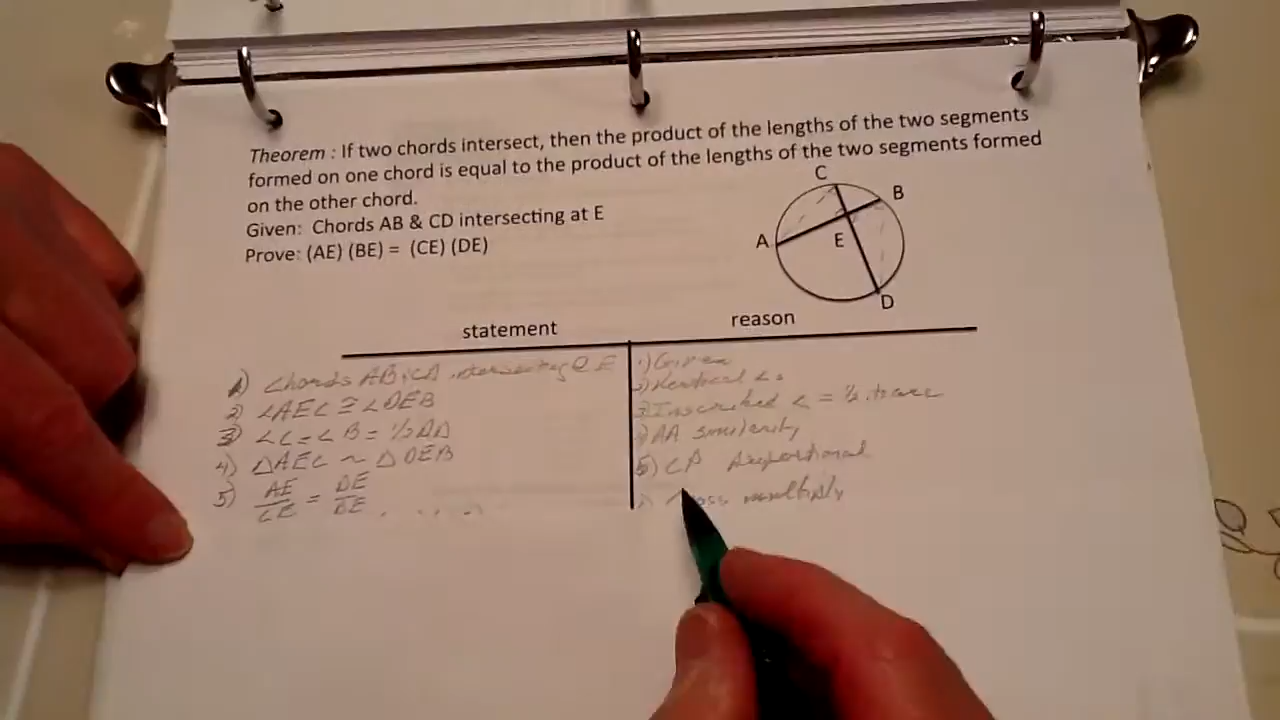 Theorem : If two chords intersect, then the product of the lengths of the two segments
formed on one chord is equal to the product of the lengths of the two segments formed
on the other chord.
Given: Chords AB & CD intersecting at E
Prove: (AE) (BE) = (CE) (DE)
C
B
A
E
D
statement
reason
1) Chords AB; CD intersecting @ E
1) Given
2) ∠AEC ≅ ∠DEB
2) Vertical ∠s
3) ∠C = ∠B = 1/2 AD
3) Inscribed ∠ = 1/2 it. arc
4) △AEC ~ △DEB
4) AA similarity
5) AE/CE = DE/BE
5) CP proportional
Cross multiply